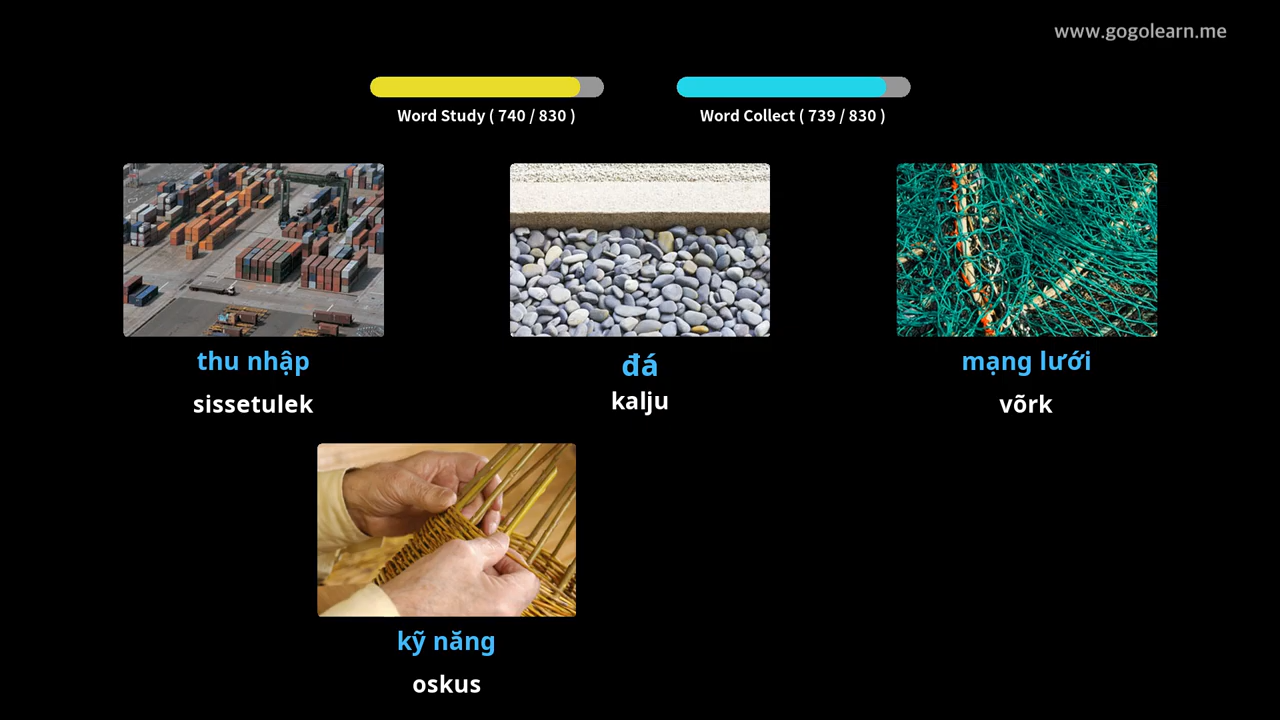 www.gogolearn.me
Word Study ( 740 / 830 )
Word Collect ( 739 / 830 )
thu nhập
sissetulek
đá
kalju
mạng lưới
võrk
kỹ năng
oskus